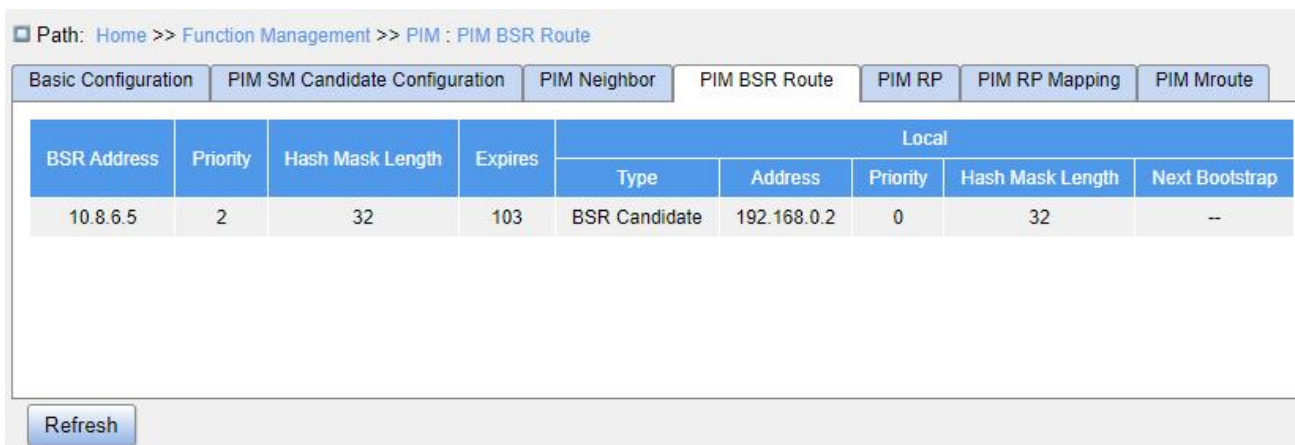 Path: Home >> Function Management >> PIM : PIM BSR Route
Basic Configuration PIM SM Candidate Configuration PIM Neighbor PIM BSR Route PIM RP PIM RP Mapping PIM Mroute
BSR Address Priority Hash Mask Length Expires Local
Type Address Priority Hash Mask Length Next Bootstrap
10.8.6.5 2 32 103 BSR Candidate 192.168.0.2 0 32 --
Refresh